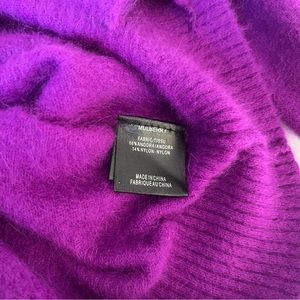 MULBERRY
FABRIC/TISSU
66% ANGORA/ANGORA
34% NYLON-NYLON
MADE IN CHINA
FABRIQUE AU CHINA